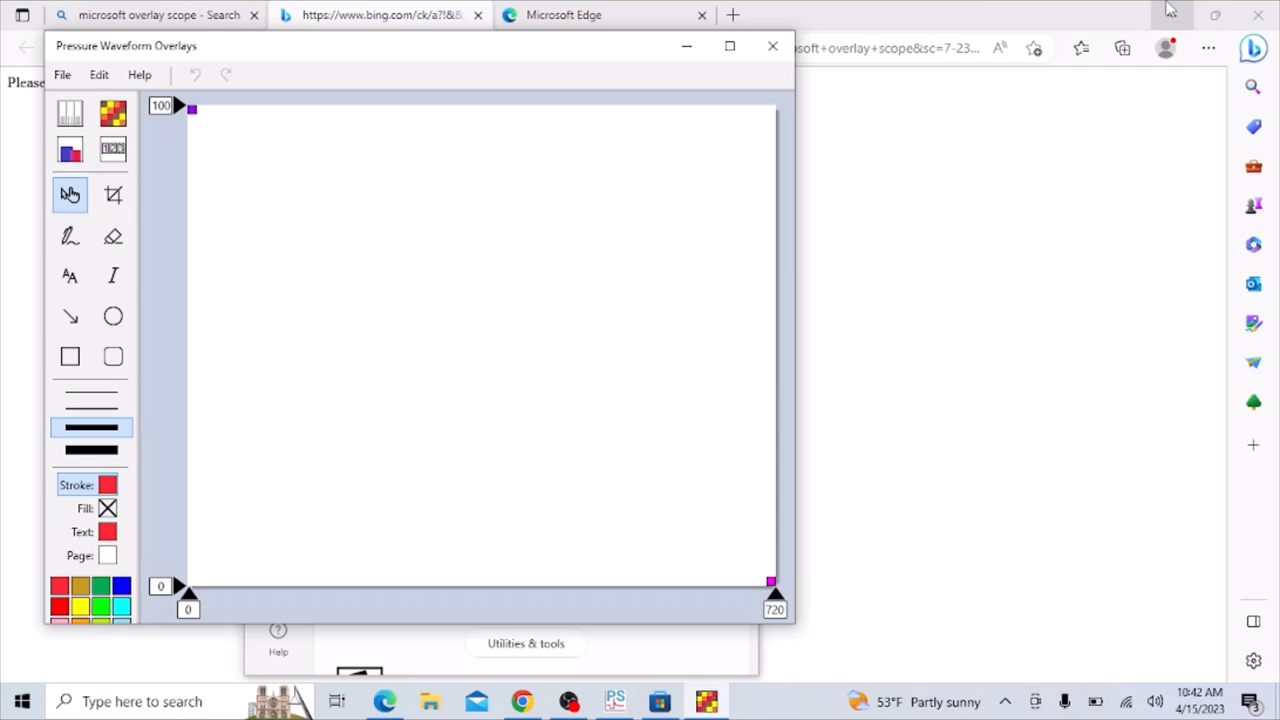 microsoft overlay scope - Search
https://www.bing.com/ck/a?!&&
Microsoft Edge
Pressure Waveform Overlays
soft+overlay+scope&sc=7-23...
File Edit Help
Please
100
0
0
720
Stroke:
Fill:
Text:
Page:
Help
Utilities & tools
Type here to search
PS
53°F Partly sunny
10:42 AM
4/15/2023
3